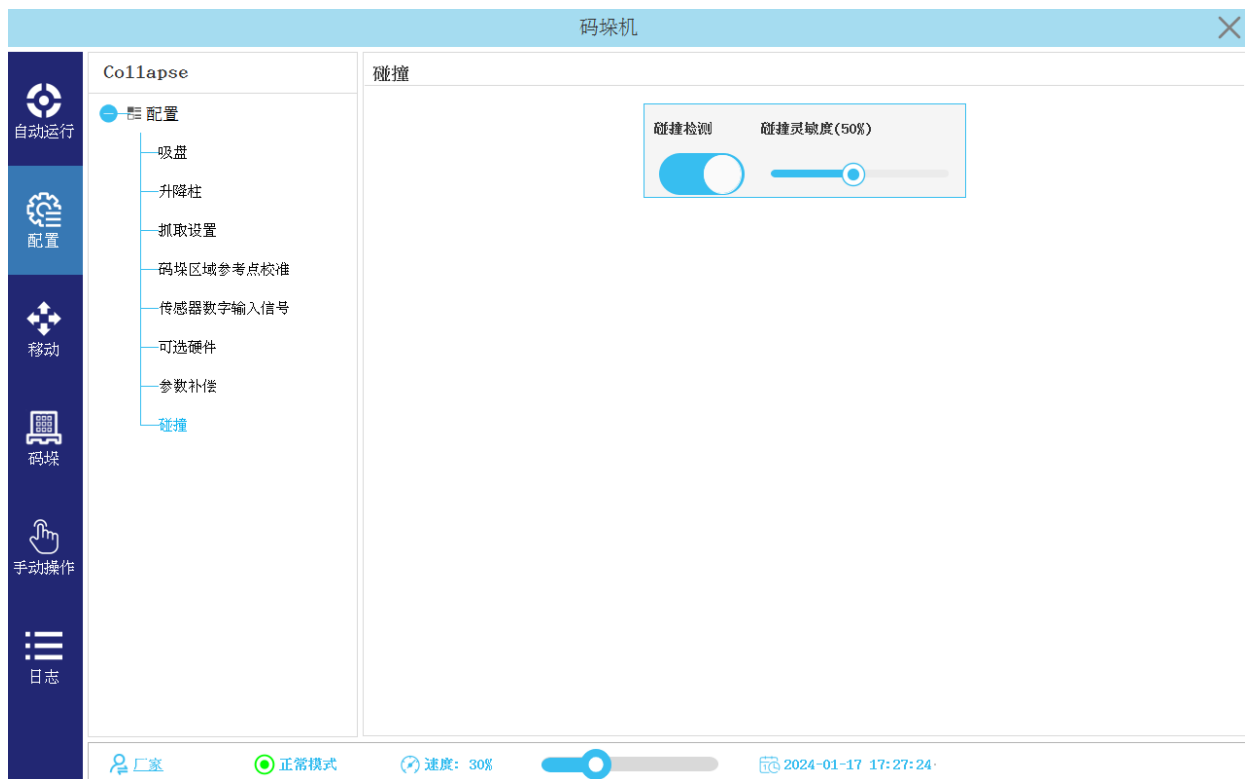 码垛机
自动运行
配置
移动
码垛
手动操作
日志
Collapse
配置
吸盘
升降柱
抓取设置
码垛区域参考点校准
传感器数字输入信号
可选硬件
参数补偿
碰撞
碰撞
碰撞检测 碰撞灵敏度(50%)
厂家 正常模式 速度: 30% 2024-01-17 17:27:24